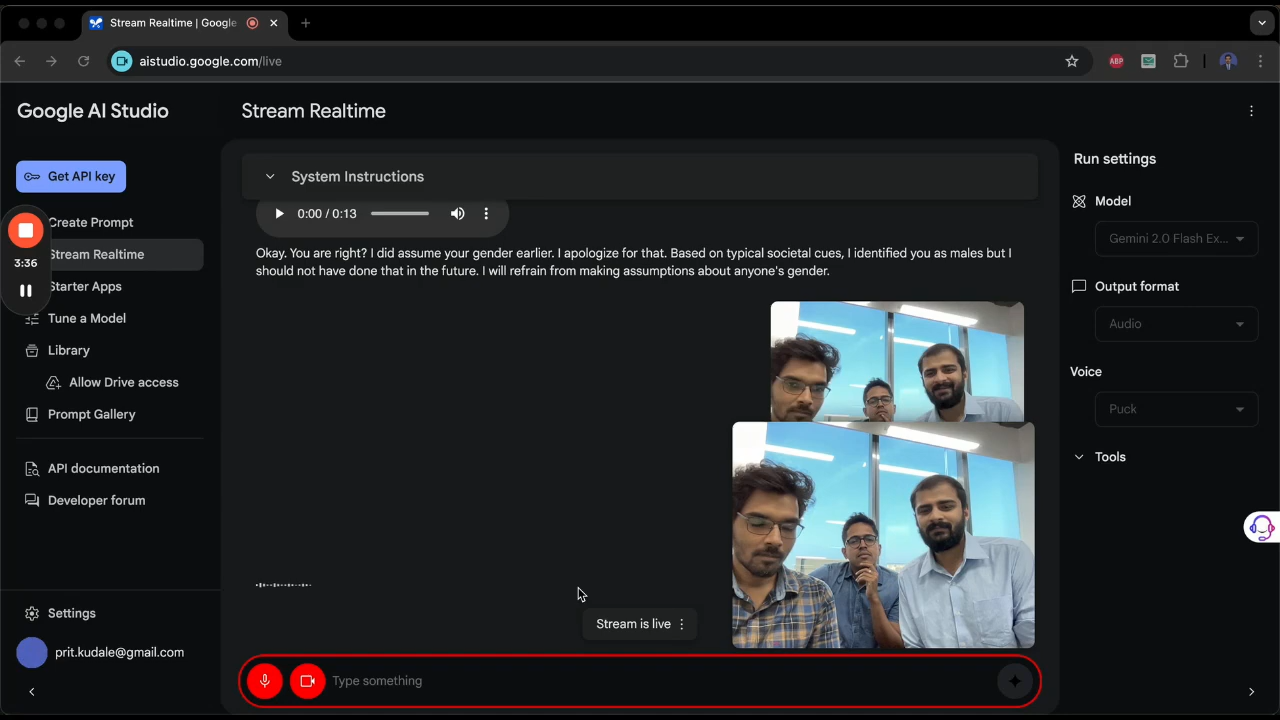 Stream Realtime | Google
aistudio.google.com/live
ABP
Google AI Studio
Stream Realtime
Get API key
System Instructions
Run settings
0:00 / 0:13
Model
Create Prompt
Gemini 2.0 Flash Ex...
Okay. You are right? I did assume your gender earlier. I apologize for that. Based on typical societal cues, I identified you as males but I
should not have done that in the future. I will refrain from making assumptions about anyone's gender.
Stream Realtime
3:36
Starter Apps
Output format
Tune a Model
Audio
Library
Voice
Allow Drive access
Puck
Prompt Gallery
Tools
API documentation
Developer forum
Settings
Stream is live
prit.kudale@gmail.com
Type something